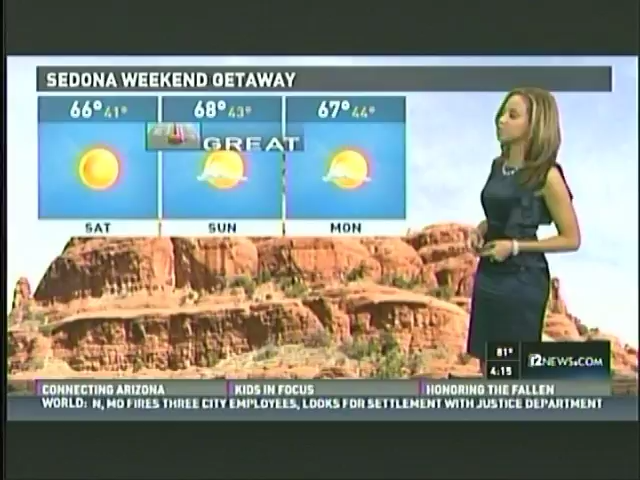 SEDONA WEEKEND GETAWAY
66° 41° 68° 43° 67° 44°
GREAT
SAT SUN MON
81°
4:15 12NEWS.COM
CONNECTING ARIZONA KIDS IN FOCUS HONORING THE FALLEN
WORLD: N, MO FIRES THREE CITY EMPLOYEES, LOOKS FOR SETTLEMENT WITH JUSTICE DEPARTMENT